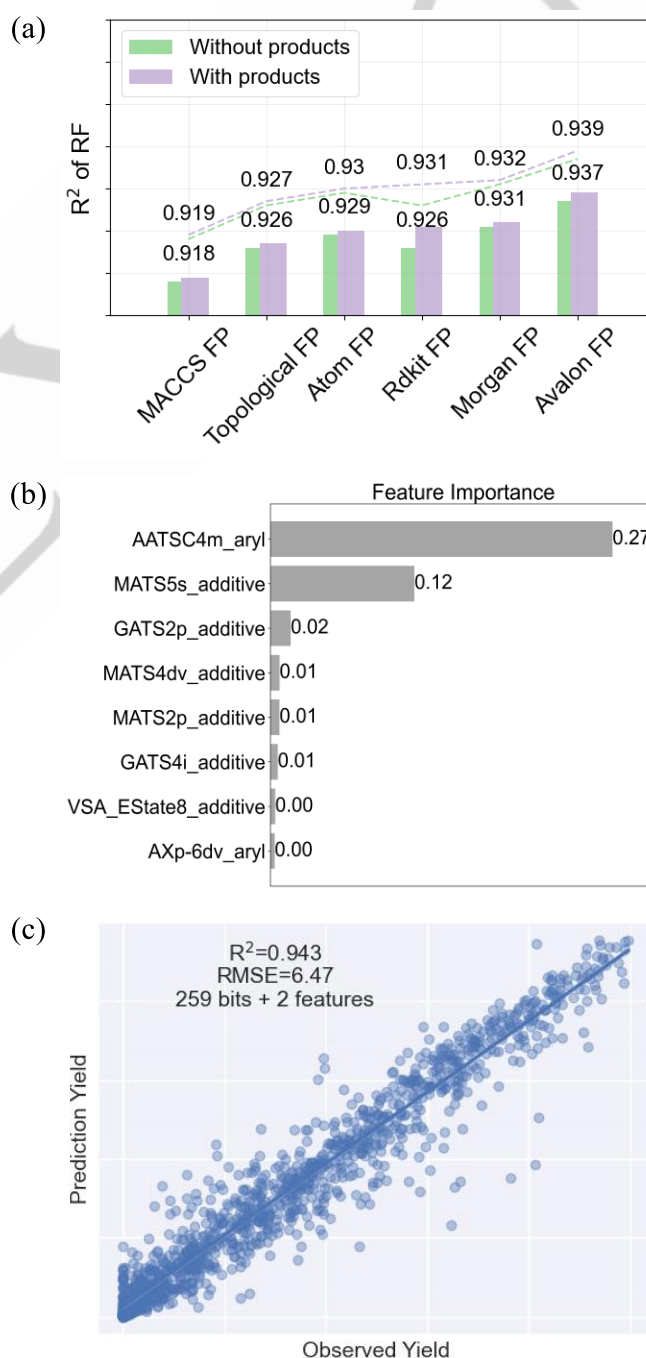 (a)
Without products
With products
R² of RF
0.919
0.918
0.927
0.926
0.93
0.929
0.931
0.926
0.932
0.931
0.939
0.937
MACCS FP
Topological FP
Atom FP
Rdkit FP
Morgan FP
Avalon FP
(b)
Feature Importance
AATSC4m_aryl
0.27
MATS5s_additive
0.12
GATS2p_additive
0.02
MATS4dv_additive
0.01
MATS2p_additive
0.01
GATS4i_additive
0.01
VSA_EState8_additive
0.00
AXp-6dv_aryl
0.00
(c)
R²=0.943
RMSE=6.47
259 bits + 2 features
Prediction Yield
Observed Yield